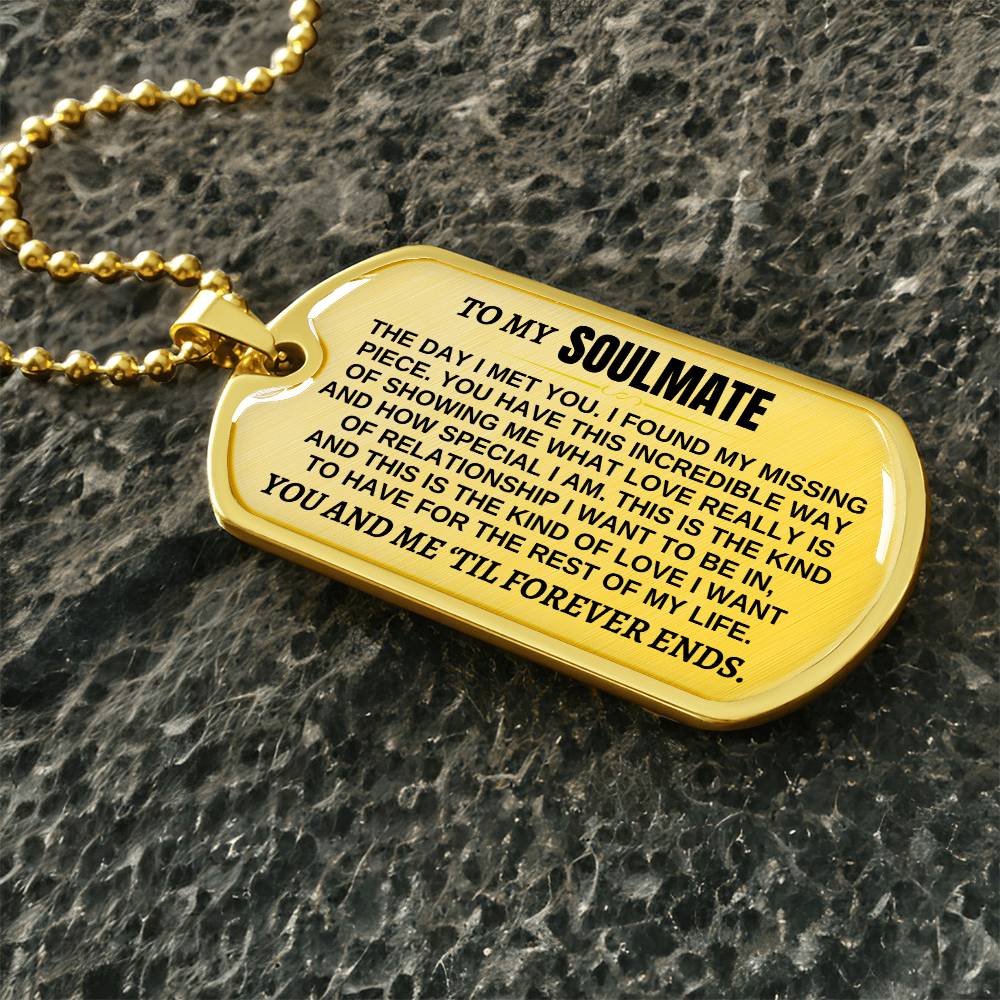 TO MY SOULMATE
THE DAY I MET YOU. I FOUND MY MISSING
PIECE. YOU HAVE THIS INCREDIBLE WAY
OF SHOWING ME WHAT LOVE REALLY IS
AND HOW SPECIAL I AM. THIS IS THE KIND
OF RELATIONSHIP I WANT TO BE IN,
AND THIS IS THE KIND OF LOVE I WANT
TO HAVE FOR THE REST OF MY LIFE.
YOU AND ME ‘TIL FOREVER ENDS.